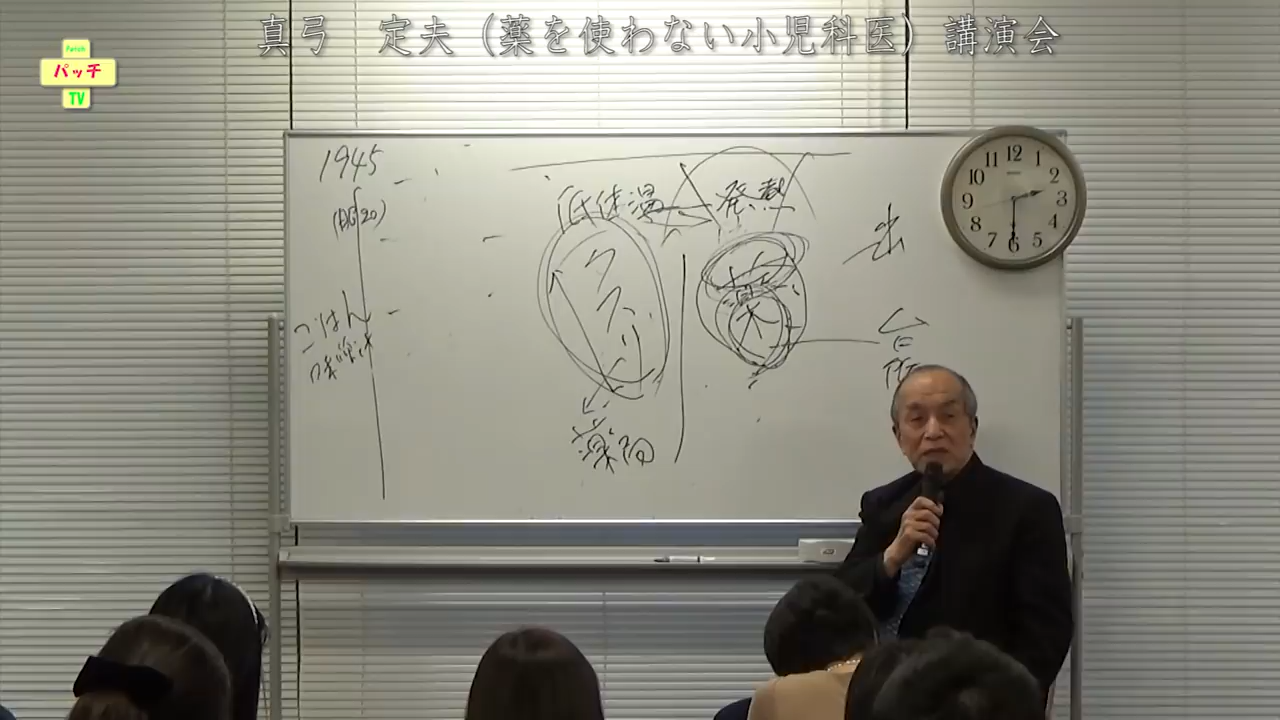 真弓　定夫（薬を使わない小児科医）講演会
Patch
パッチ
TV
1945
(昭20)
ごはん
味噌汁
低体温
発熱
クスリ
薬
薬局
出
台所
12 1 2 3 4 5 6 7 8 9 10 11